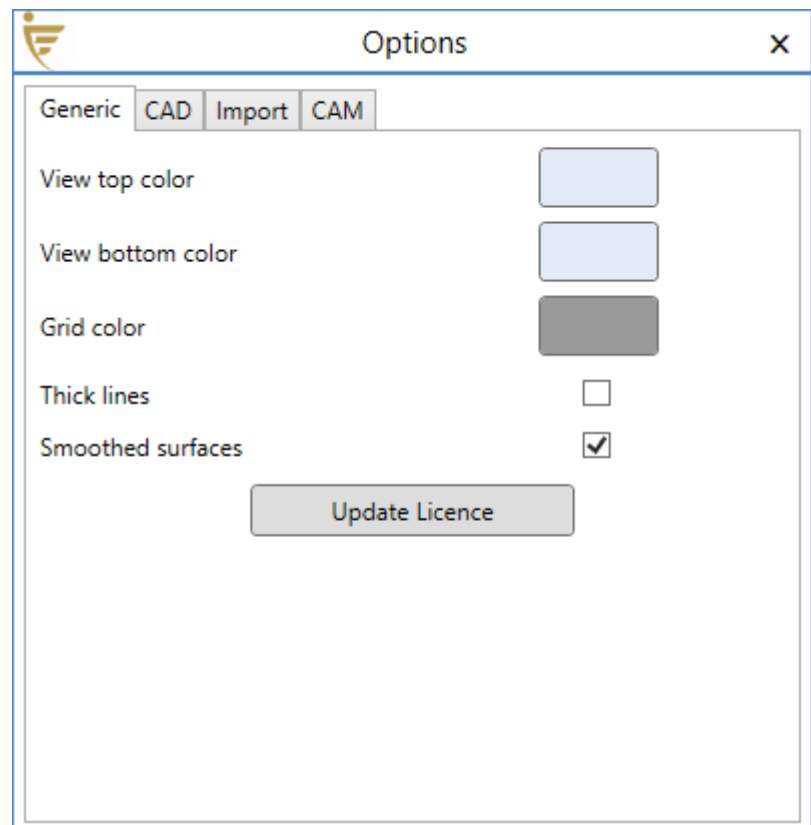 Options
Generic CAD Import CAM
View top color
View bottom color
Grid color
Thick lines
Smoothed surfaces
Update Licence